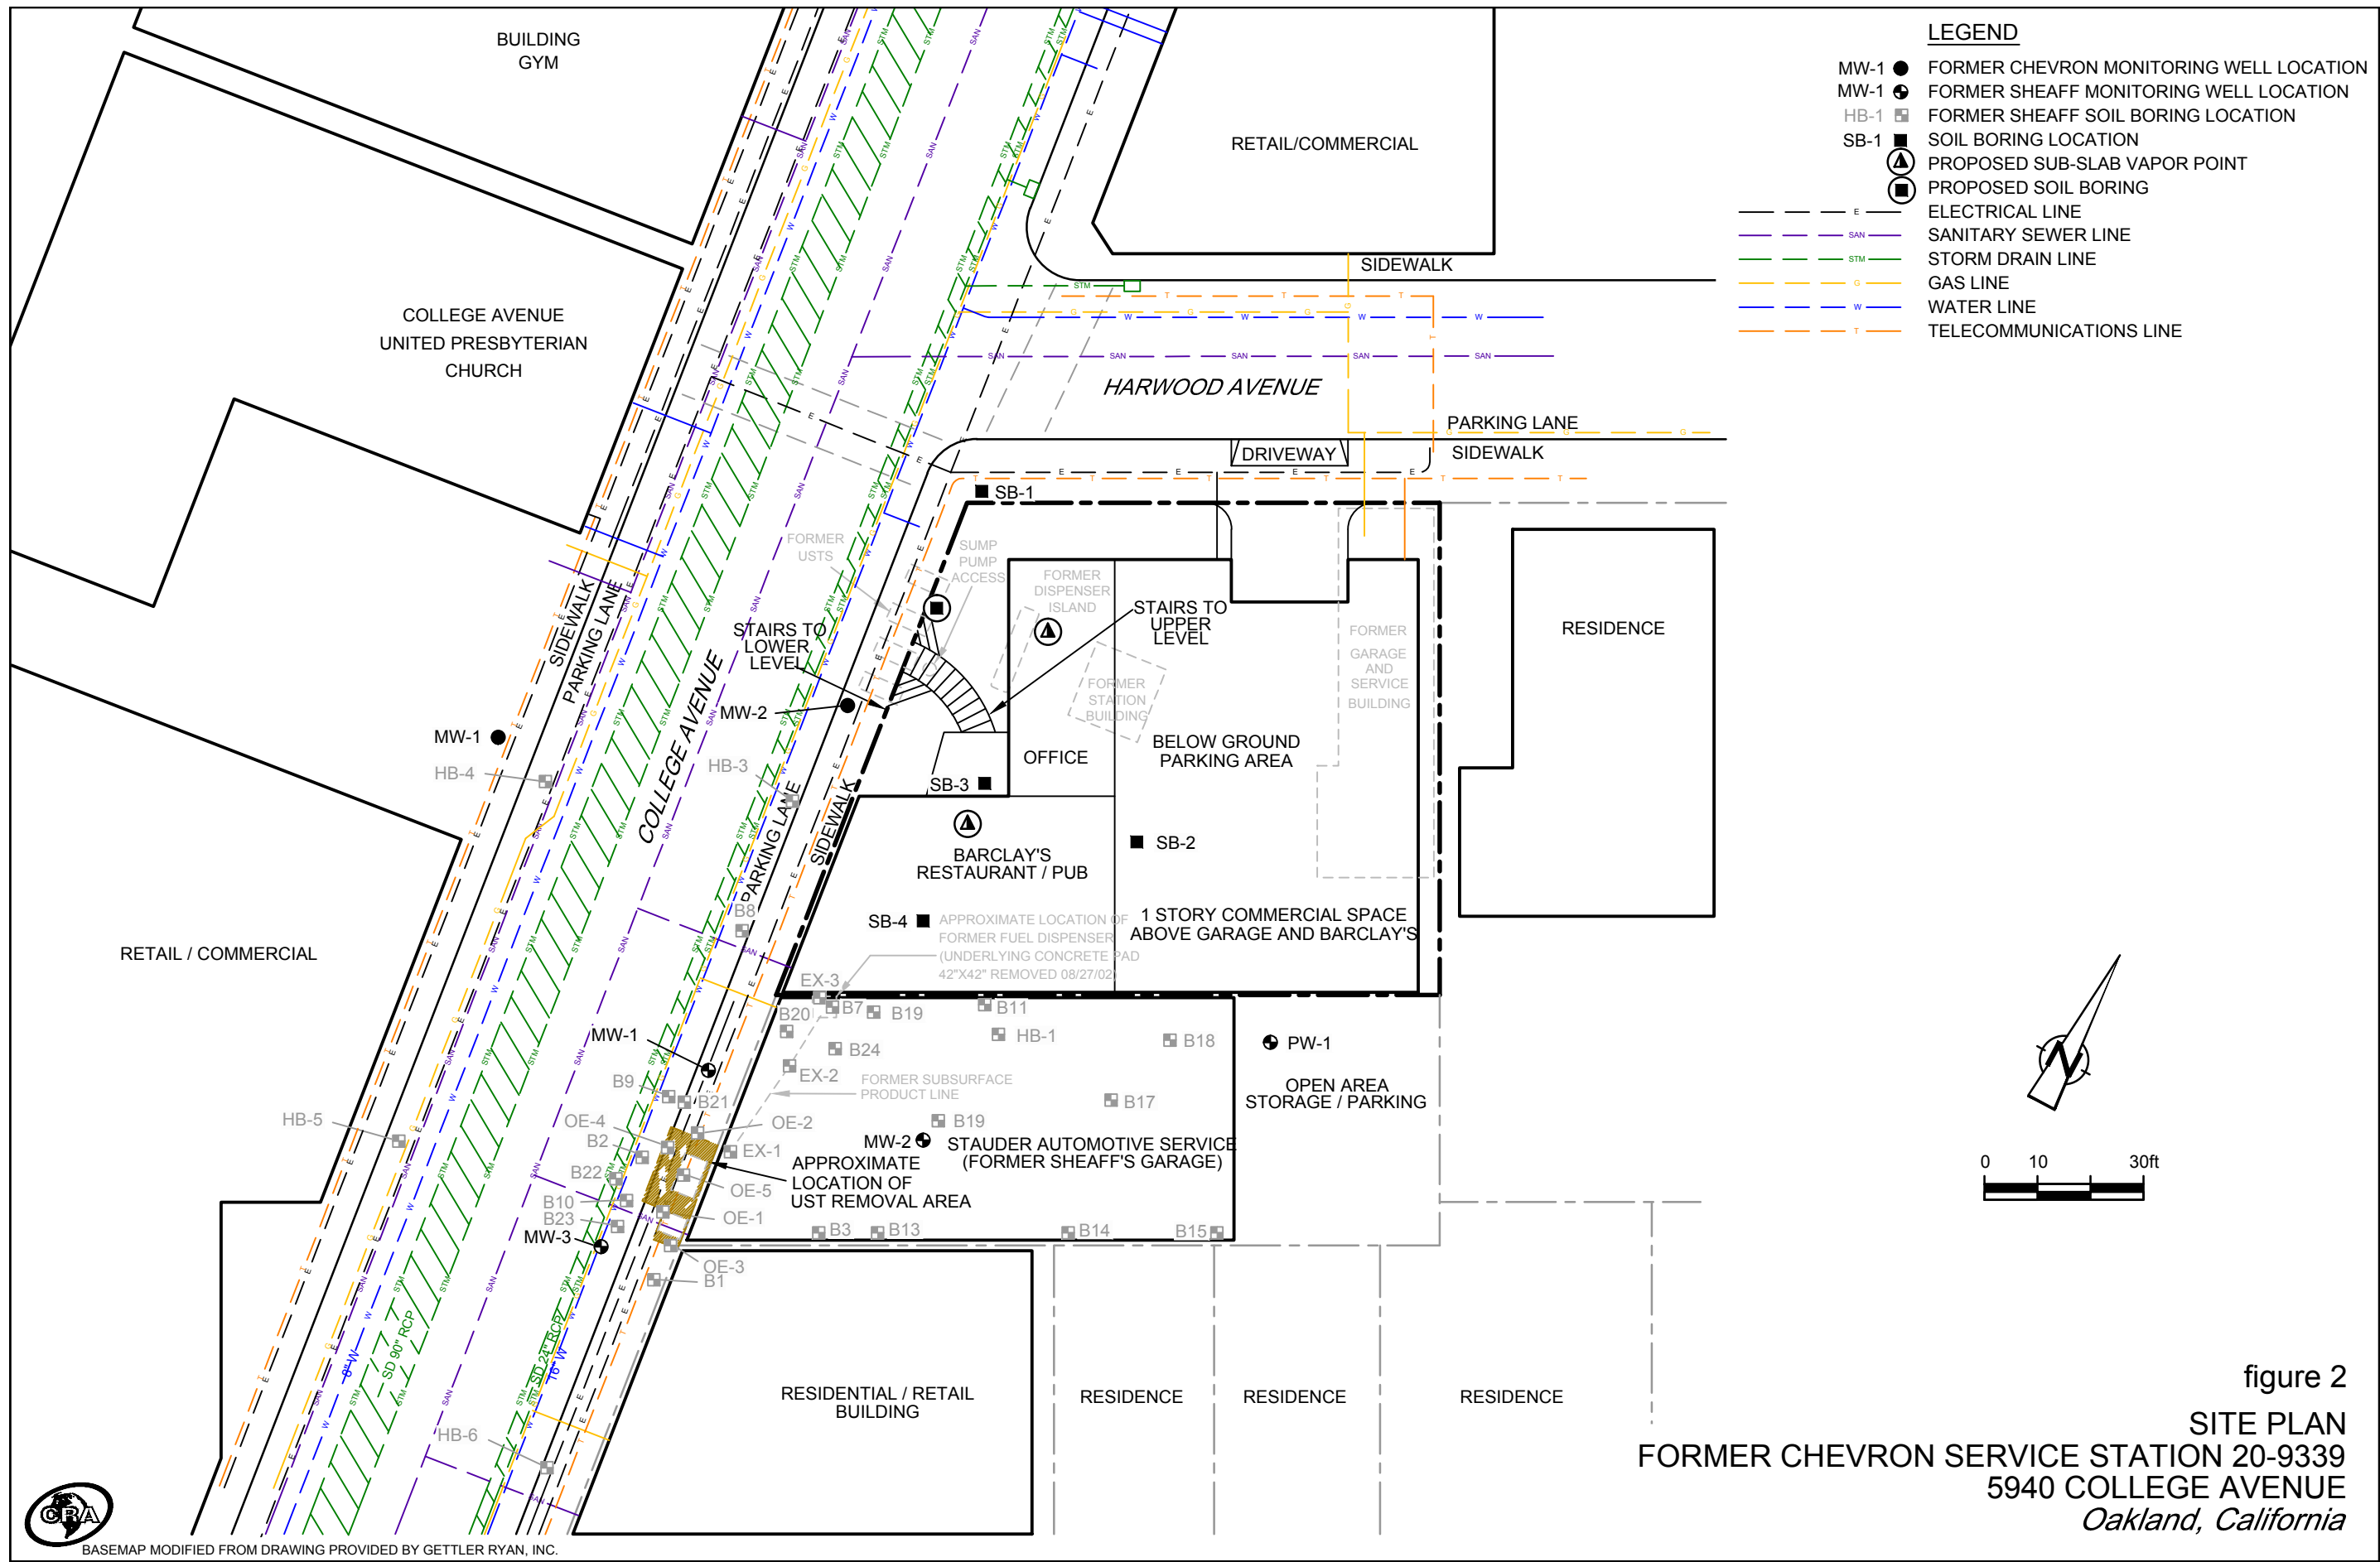 LEGEND
MW-1 FORMER CHEVRON MONITORING WELL LOCATION
MW-1 FORMER SHEAFF MONITORING WELL LOCATION
HB-1 FORMER SHEAFF SOIL BORING LOCATION
SB-1 SOIL BORING LOCATION
PROPOSED SUB-SLAB VAPOR POINT
PROPOSED SOIL BORING
E ELECTRICAL LINE
SAN SANITARY SEWER LINE
STM STORM DRAIN LINE
G GAS LINE
W WATER LINE
T TELECOMMUNICATIONS LINE
BUILDING
GYM
RETAIL/COMMERCIAL
SIDEWALK
COLLEGE AVENUE
UNITED PRESBYTERIAN
CHURCH
HARWOOD AVENUE
PARKING LANE
SIDEWALK
DRIVEWAY
SB-1
FORMER
USTS
SUMP
PUMP
ACCESS
FORMER
DISPENSER
ISLAND
STAIRS TO
UPPER
LEVEL
STAIRS TO
LOWER
LEVEL
SIDEWALK
PARKING LANE
COLLEGE AVENUE
FORMER
GARAGE
AND
SERVICE
BUILDING
RESIDENCE
FORMER
STATION
BUILDING
MW-2
MW-1
HB-4
HB-3
OFFICE
BELOW GROUND
PARKING AREA
SB-3
PARKING LANE
SIDEWALK
BARCLAY'S
RESTAURANT / PUB
SB-2
B8
SB-4
APPROXIMATE LOCATION OF
FORMER FUEL DISPENSER
(UNDERLYING CONCRETE PAD
42"X42" REMOVED 08/27/02)
1 STORY COMMERCIAL SPACE
ABOVE GARAGE AND BARCLAY'S
RETAIL / COMMERCIAL
EX-3
B7
B19
B11
B20
HB-1
B18
PW-1
MW-1
B24
EX-2
FORMER SUBSURFACE
PRODUCT LINE
OPEN AREA
STORAGE / PARKING
B9
B21
B17
HB-5
OE-4
OE-2
B19
B2
EX-1
MW-2
STAUDER AUTOMOTIVE SERVICE
(FORMER SHEAFF'S GARAGE)
APPROXIMATE
LOCATION OF
UST REMOVAL AREA
B22
OE-5
B10
OE-1
B23
MW-3
B3
B13
B14
B15
OE-3
B1
0 10 30ft
N
8" W
SD 90" RCP
SD 24" RCP
16" W
HB-6
RESIDENTIAL / RETAIL
BUILDING
RESIDENCE
RESIDENCE
RESIDENCE
figure 2
SITE PLAN
FORMER CHEVRON SERVICE STATION 20-9339
5940 COLLEGE AVENUE
Oakland, California
CRA
BASEMAP MODIFIED FROM DRAWING PROVIDED BY GETTLER RYAN, INC.